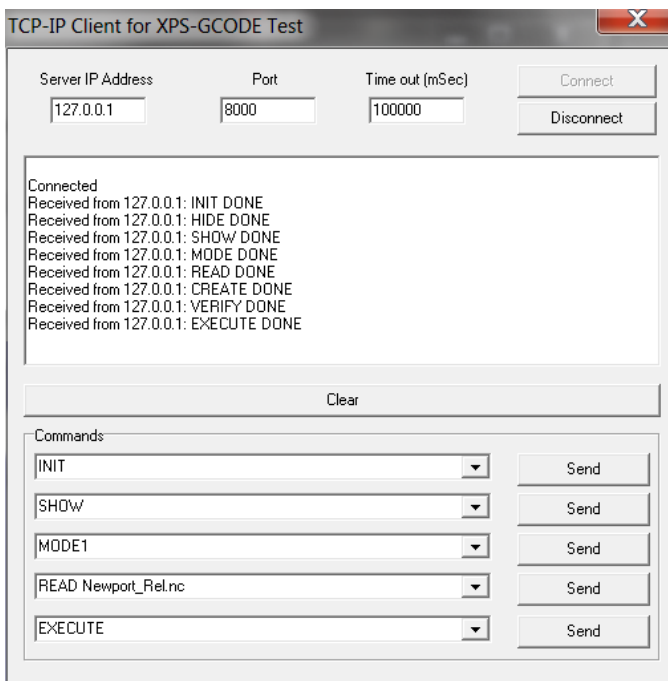 TCP-IP Client for XPS-GCODE Test
X
Server IP Address Port Time out (mSec) Connect
127.0.0.1 8000 100000 Disconnect
Connected
Received from 127.0.0.1: INIT DONE
Received from 127.0.0.1: HIDE DONE
Received from 127.0.0.1: SHOW DONE
Received from 127.0.0.1: MODE DONE
Received from 127.0.0.1: READ DONE
Received from 127.0.0.1: CREATE DONE
Received from 127.0.0.1: VERIFY DONE
Received from 127.0.0.1: EXECUTE DONE
Clear
Commands
INIT Send
SHOW Send
MODE1 Send
READ Newport_Rel.nc Send
EXECUTE Send